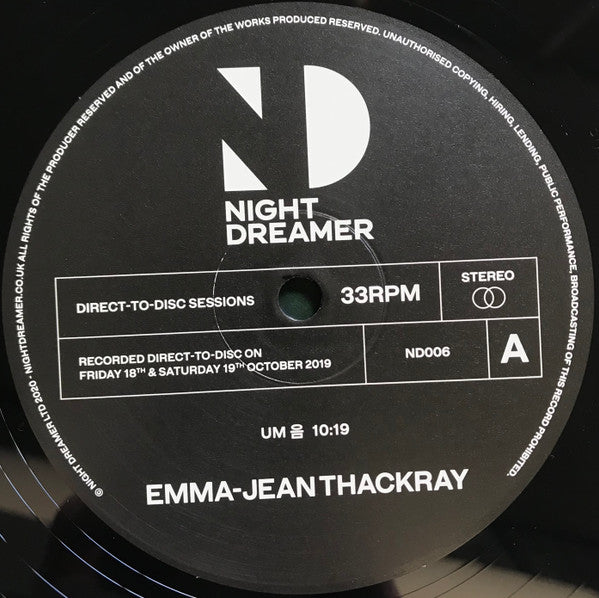 © NIGHT DREAMER LTD 2020 - NIGHTDREAMER.CO.UK ALL RIGHTS OF THE PRODUCER RESERVED AND OF THE OWNER OF THE WORKS PRODUCED RESERVED. UNAUTHORISED COPYING, HIRING, LENDING, PUBLIC PERFORMANCE, BROADCASTING OF THIS RECORD PROHIBITED.
ND
NIGHT
DREAMER
DIRECT-TO-DISC SESSIONS 33RPM
STEREO
RECORDED DIRECT-TO-DISC ON
FRIDAY 18TH & SATURDAY 19TH OCTOBER 2019
ND006
A
UM 음 10:19
EMMA-JEAN THACKRAY